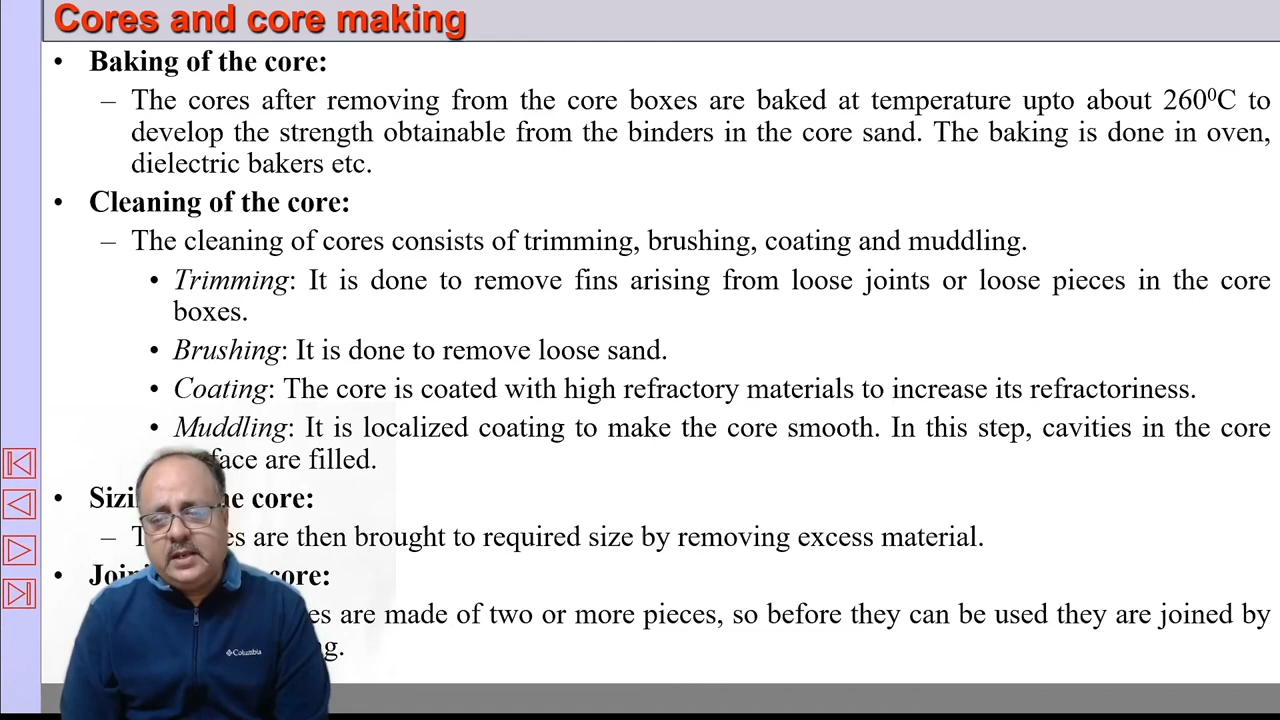 Cores and core making
• Baking of the core:
– The cores after removing from the core boxes are baked at temperature upto about 260⁰C to
develop the strength obtainable from the binders in the core sand. The baking is done in oven,
dielectric bakers etc.
• Cleaning of the core:
– The cleaning of cores consists of trimming, brushing, coating and muddling.
• Trimming: It is done to remove fins arising from loose joints or loose pieces in the core
boxes.
• Brushing: It is done to remove loose sand.
• Coating: The core is coated with high refractory materials to increase its refractoriness.
• Muddling: It is localized coating to make the core smooth. In this step, cavities in the core
are filled.
• core:
– are then brought to required size by removing excess material.
• core:
are made of two or more pieces, so before they can be used they are joined by
Columbia